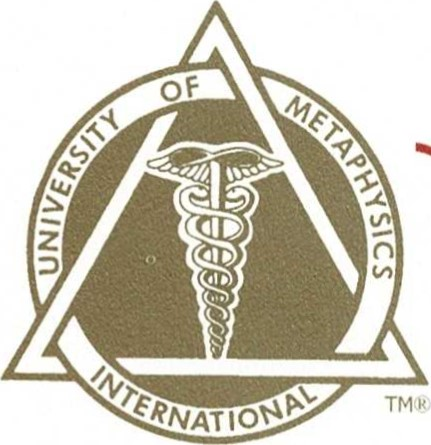 UNIVERSITY OF METAPHYSICS
INTERNATIONAL
TM®